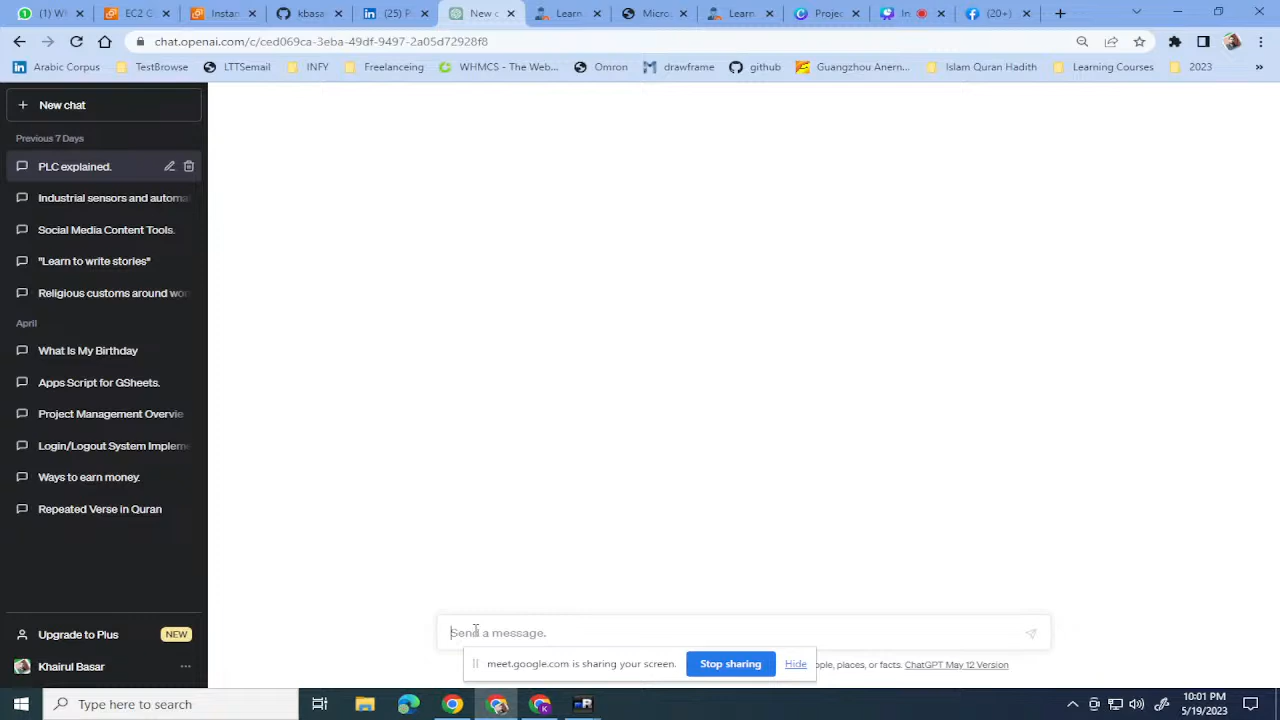 (1) W
EC2 G
Instan
kbasa
(25) P
New c
Learn
Micro
Learn
Projec
In
(20+)
chat.openai.com/c/ced069ca-3eba-49df-9497-2a05d72928f8
Arabic Corpus
TestBrowse
LTTSemail
INFY
Freelanceing
WHMCS - The Web...
Omron
drawframe
github
Guangzhou Anern...
Islam Quran Hadith
Learning Courses
2023
»
New chat
Previous 7 Days
PLC explained.
Industrial sensors and automa
Social Media Content Tools.
"Learn to write stories"
Religious customs around wor
April
What Is My Birthday
Apps Script for GSheets.
Project Management Overvie
Login/Logout System Impleme
Ways to earn money.
Repeated Verse in Quran
Upgrade to Plus
NEW
Khairul Basar
Send a message.
meet.google.com is sharing your screen.
Stop sharing
Hide
ople, places, or facts. ChatGPT May 12 Version
Type here to search
10:01 PM
5/19/2023